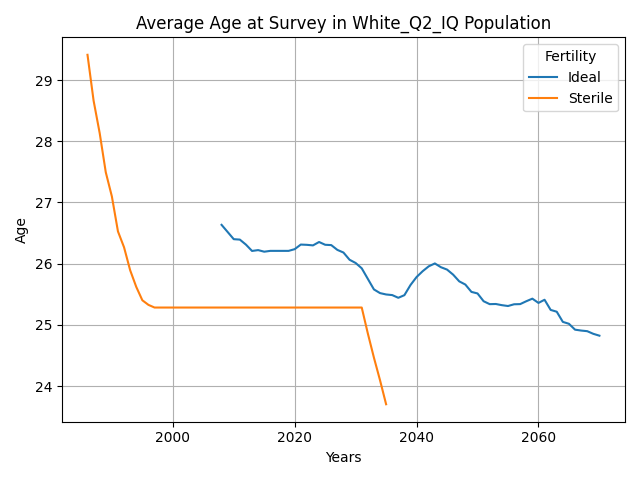 Average Age at Survey in White_Q2_IQ Population
Fertility
Ideal
Sterile
Age
29
28
27
26
25
24
2000
2020
2040
2060
Years